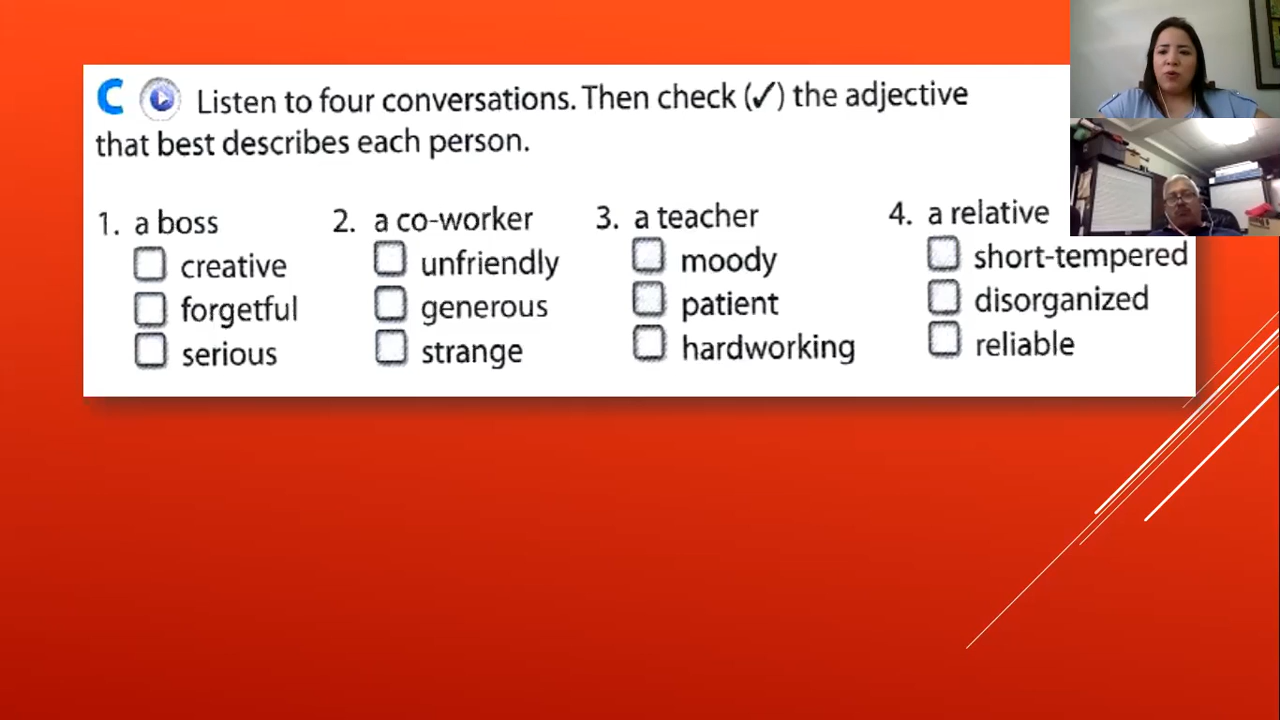 C Listen to four conversations. Then check (✓) the adjective
that best describes each person.
1. a boss
creative
forgetful
serious
2. a co-worker
unfriendly
generous
strange
3. a teacher
moody
patient
hardworking
4. a relative
short-tempered
disorganized
reliable